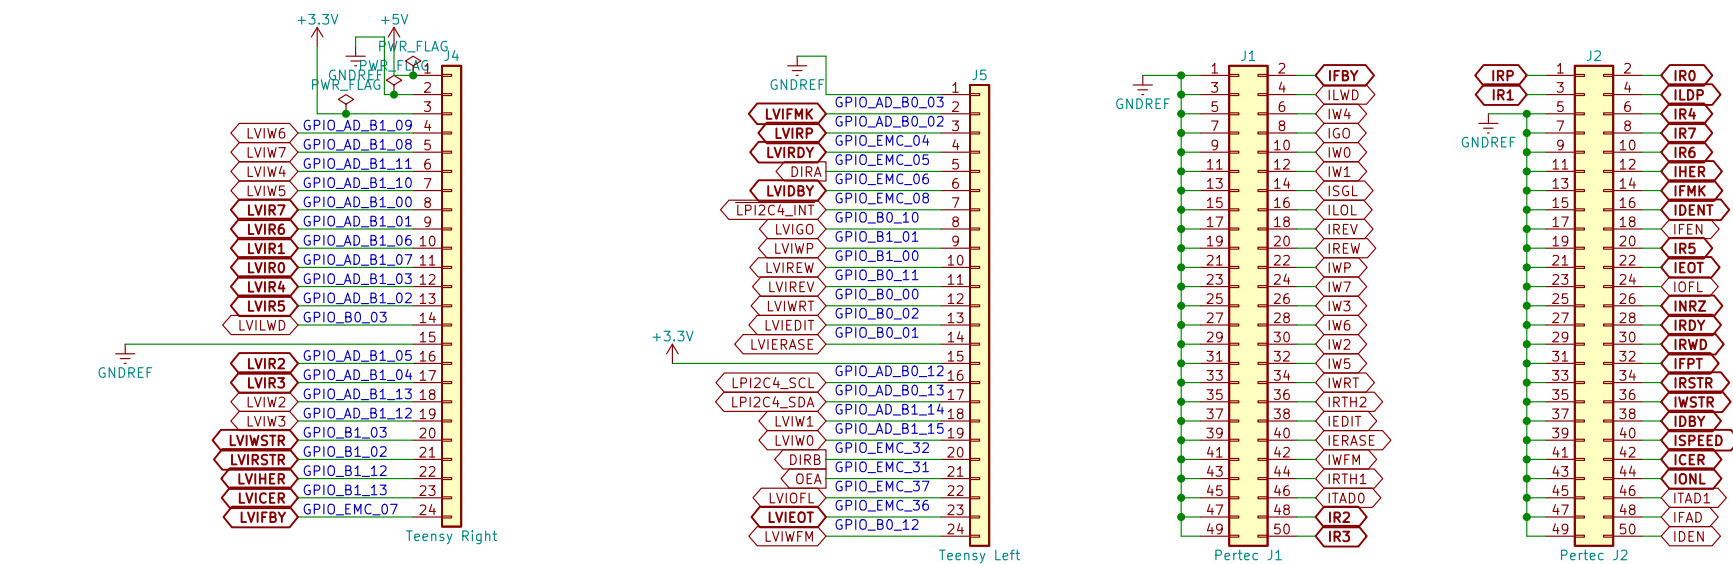 +3.3V
+5V
PWR_FLAG
PWR_FLAG
GNDREF
PWR_FLAG
J4
1
2
3
LVIW6 GPIO_AD_B1_09 4
LVIW7 GPIO_AD_B1_08 5
LVIW4 GPIO_AD_B1_11 6
LVIW5 GPIO_AD_B1_10 7
LVIR7 GPIO_AD_B1_00 8
LVIR6 GPIO_AD_B1_01 9
LVIR1 GPIO_AD_B1_06 10
LVIR0 GPIO_AD_B1_07 11
LVIR4 GPIO_AD_B1_03 12
LVIR5 GPIO_AD_B1_02 13
LVILWD GPIO_B0_03 14
15
GNDREF
LVIR2 GPIO_AD_B1_05 16
LVIR3 GPIO_AD_B1_04 17
LVIW2 GPIO_AD_B1_13 18
LVIW3 GPIO_AD_B1_12 19
LVIWSTR GPIO_B1_03 20
LVIRSTR GPIO_B1_02 21
LVIHER GPIO_B1_12 22
LVICER GPIO_B1_13 23
LVIFBY GPIO_EMC_07 24
Teensy Right
J5
GNDREF
1
LVIFMK GPIO_AD_B0_03 2
LVIRP GPIO_AD_B0_02 3
LVIRDY GPIO_EMC_04 4
DIRA GPIO_EMC_05 5
LVIDBY GPIO_EMC_06 6
LPI2C4_INT GPIO_EMC_08 7
LVIGO GPIO_B0_10 8
LVIWP GPIO_B1_01 9
LVIREW GPIO_B1_00 10
LVIREV GPIO_B0_11 11
LVIWRT GPIO_B0_00 12
LVIEDIT GPIO_B0_02 13
LVIERASE GPIO_B0_01 14
+3.3V
15
LPI2C4_SCL GPIO_AD_B0_12 16
LPI2C4_SDA GPIO_AD_B0_13 17
LVIW1 GPIO_AD_B1_14 18
LVIW0 GPIO_AD_B1_15 19
DIRB GPIO_EMC_32 20
OEA GPIO_EMC_31 21
LVIOFL GPIO_EMC_37 22
LVIEOT GPIO_EMC_36 23
LVIWFM GPIO_B0_12 24
Teensy Left
J1
GNDREF
1 2 IFBY
3 4 ILWD
5 6 IW4
7 8 IGO
9 10 IW0
11 12 IW1
13 14 ISGL
15 16 ILOL
17 18 IREV
19 20 IREW
21 22 IWP
23 24 IW7
25 26 IW3
27 28 IW6
29 30 IW2
31 32 IW5
33 34 IWRT
35 36 IRTH2
37 38 IEDIT
39 40 IERASE
41 42 IWFM
43 44 IRTH1
45 46 ITAD0
47 48 IR2
49 50 IR3
Pertec J1
J2
IRP 1 2 IR0
IR1 3 4 ILDP
5 6 IR4
GNDREF
7 8 IR7
9 10 IR6
11 12 IHER
13 14 IFMK
15 16 IDENT
17 18 IFEN
19 20 IR5
21 22 IEOT
23 24 IOFL
25 26 INRZ
27 28 IRDY
29 30 IRWD
31 32 IFPT
33 34 IRSTR
35 36 IWSTR
37 38 IDBY
39 40 ISPEED
41 42 ICER
43 44 IONL
45 46 ITAD1
47 48 IFAD
49 50 IDEN
Pertec J2